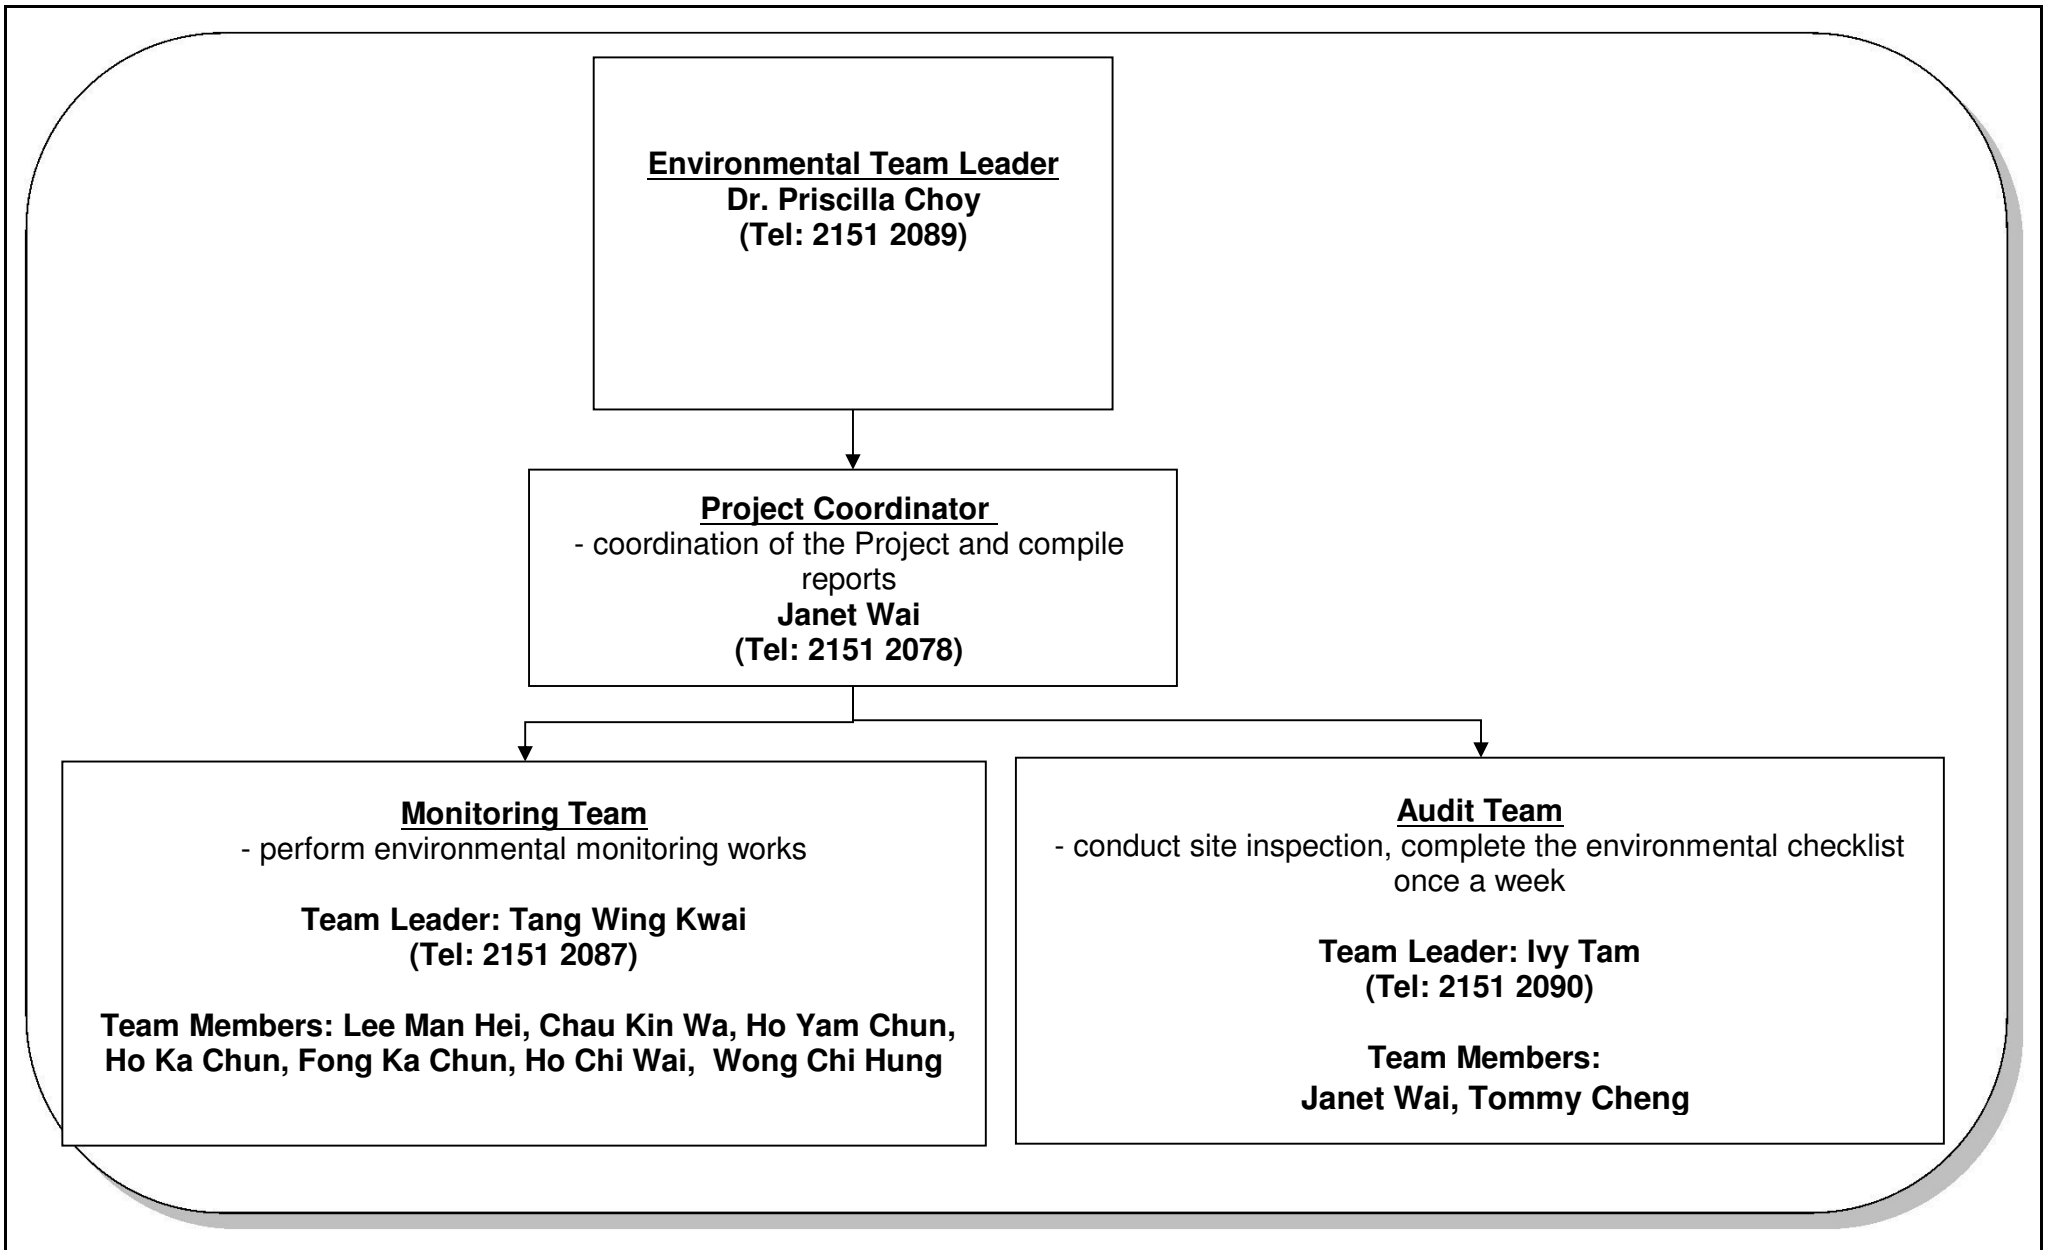 Environmental Team Leader
Dr. Priscilla Choy
(Tel: 2151 2089)
Project Coordinator
- coordination of the Project and compile
reports
Janet Wai
(Tel: 2151 2078)
Monitoring Team
- perform environmental monitoring works
Team Leader: Tang Wing Kwai
(Tel: 2151 2087)
Team Members: Lee Man Hei, Chau Kin Wa, Ho Yam Chun,
Ho Ka Chun, Fong Ka Chun, Ho Chi Wai,  Wong Chi Hung
Audit Team
- conduct site inspection, complete the environmental checklist
once a week
Team Leader: Ivy Tam
(Tel: 2151 2090)
Team Members:
Janet Wai, Tommy Cheng